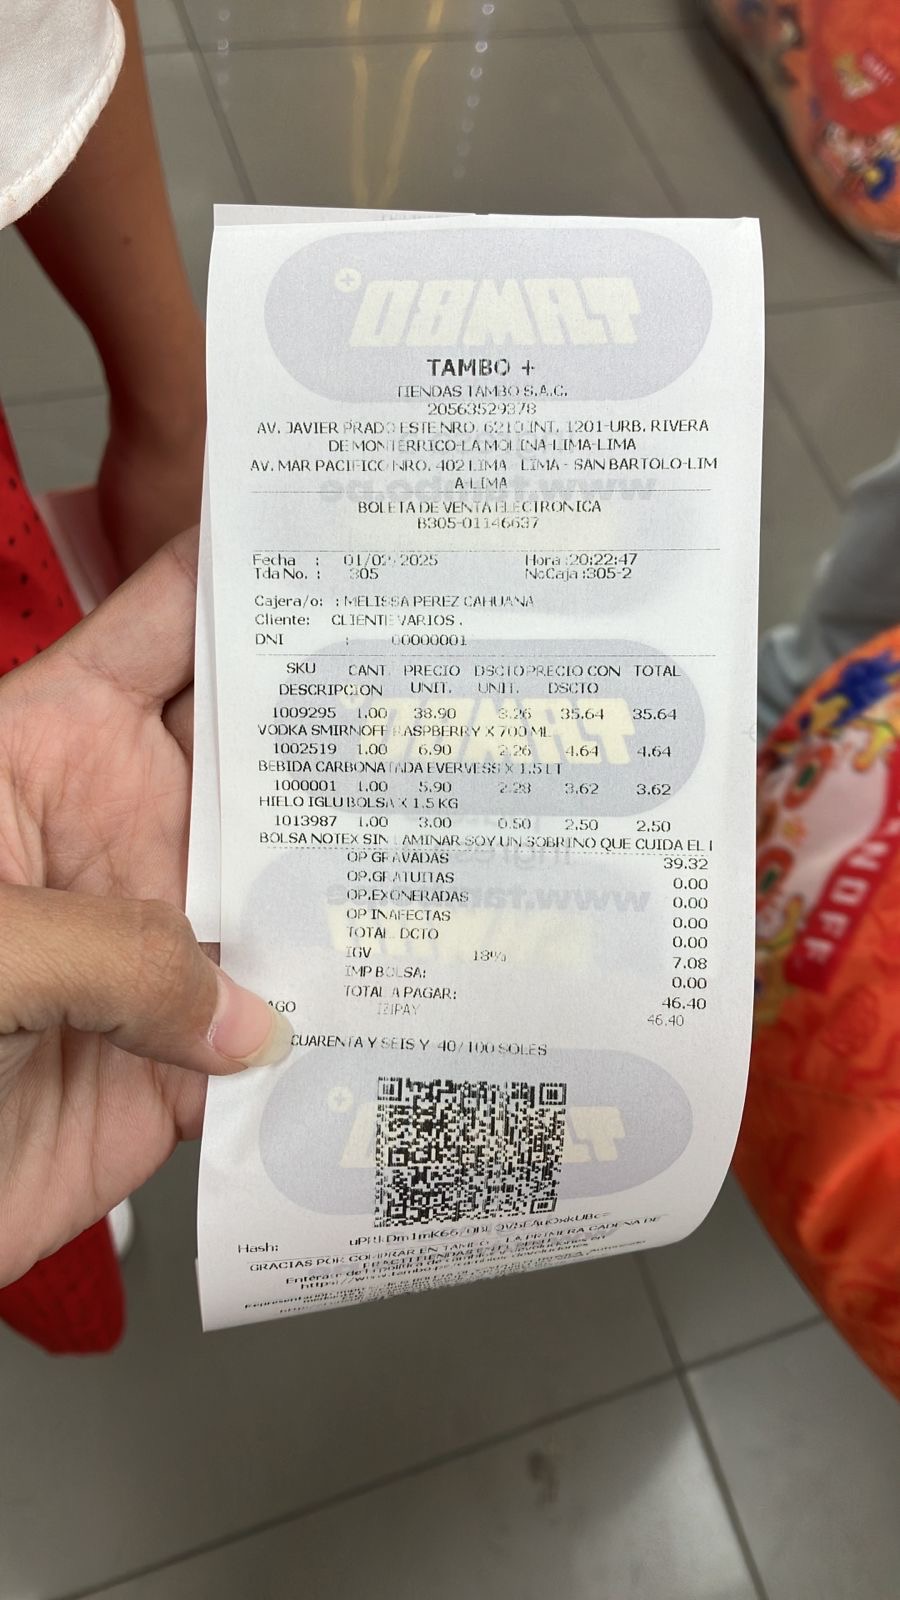 TAMBO +
TIENDAS TAMBO S.A.C.
20563529378
AV. JAVIER PRADO ESTE NRO. 6210 INT. 1201-URB. RIVERA
DE MONTERRICO-LA MOLINA-LIMA-LIMA
AV. MAR PACIFICO NRO. 402 LIMA LIMA - SAN BARTOLO-LIM
A-LIMA
BOLETA DE VENTA ELECTRONICA
B305-01146637
Fecha : 01/02/2025 Hora :20:22:47
Tda No. : 305 NoCaja :305-2
Cajera/o: : MELISSA PEREZ CAHUANA
Cliente: CLIENTE VARIOS .
DNI : 00000001
SKU CANT PRECIO DSCTO PRECIO CON TOTAL
DESCRIPCION UNIT. UNIT. DSCTO
1009295 1.00 38.90 3.26 35.64 35.64
VODKA SMIRNOFF RASPBERRY X 700 ML
1002519 1.00 6.90 2.26 4.64 4.64
BEBIDA CARBONATADA EVERVESS X 1.5 LT
1000001 1.00 5.90 2.28 3.62 3.62
HIELO IGLU BOLSA X 1.5 KG
1013987 1.00 3.00 0.50 2.50 2.50
BOLSA NOTEX SIN LAMINAR SOY UN SOBRINO QUE CUIDA EL I
OP GRAVADAS 39.32
OP.GRATUITAS 0.00
OP.EXONERADAS 0.00
OP INAFECTAS 0.00
TOTAL DCTO 0.00
IGV 18% 7.08
IMP BOLSA: 0.00
TOTAL A PAGAR: 46.40
AGO IZIPAY 46.40
CUARENTA Y SEIS Y 40/100 SOLES
Hash:
GRACIAS POR COMPRAR EN TAMBO - LA PRIMERA CADENA DE